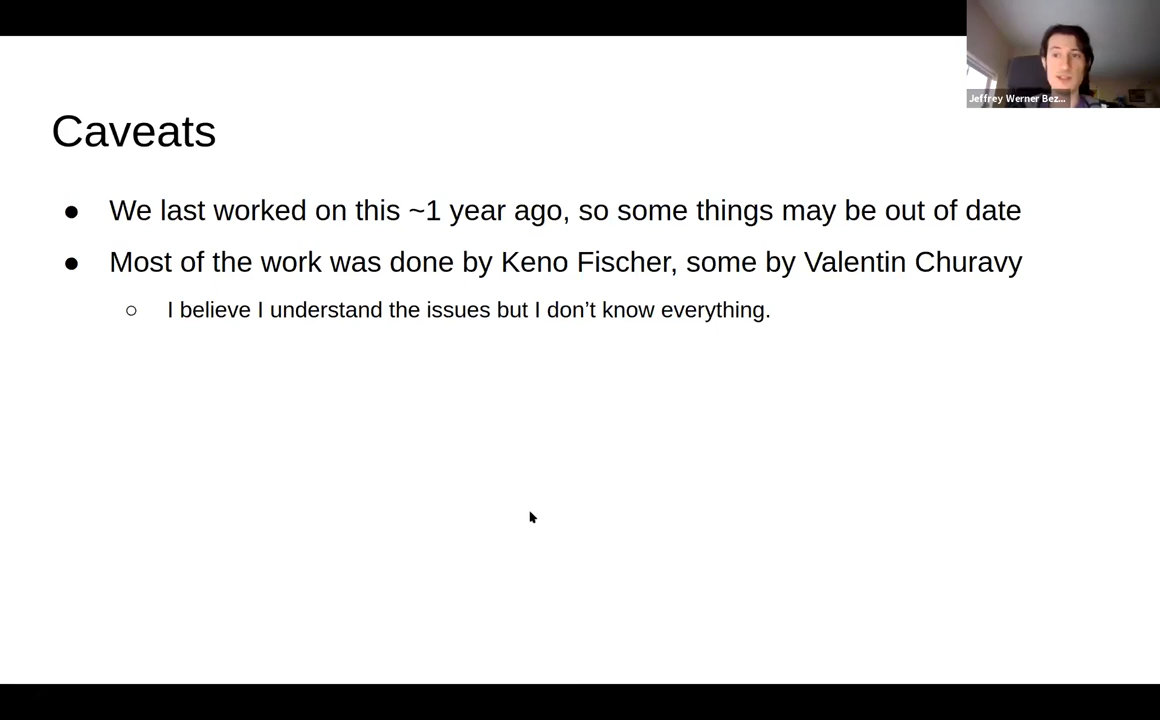 Jeffrey Werner Bez...
Caveats
● We last worked on this ~1 year ago, so some things may be out of date
● Most of the work was done by Keno Fischer, some by Valentin Churavy
○ I believe I understand the issues but I don’t know everything.